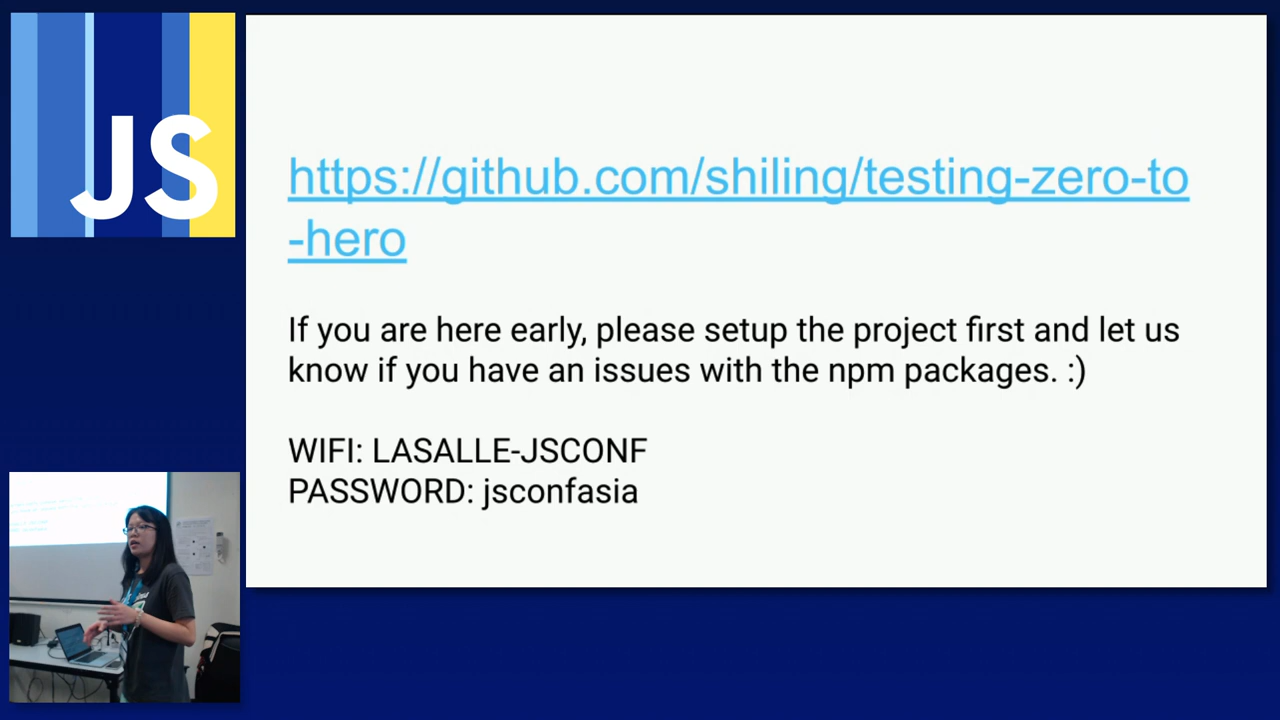 JS
https://github.com/shiling/testing-zero-to
-hero
If you are here early, please setup the project first and let us
know if you have an issues with the npm packages. :)
WIFI: LASALLE-JSCONF
PASSWORD: jsconfasia